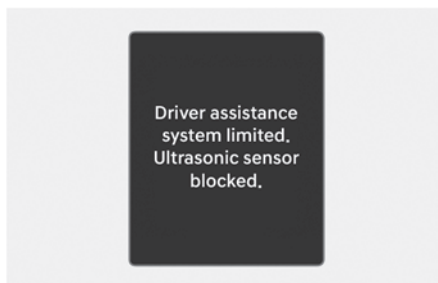 Driver assistance
system limited.
Ultrasonic sensor
blocked.